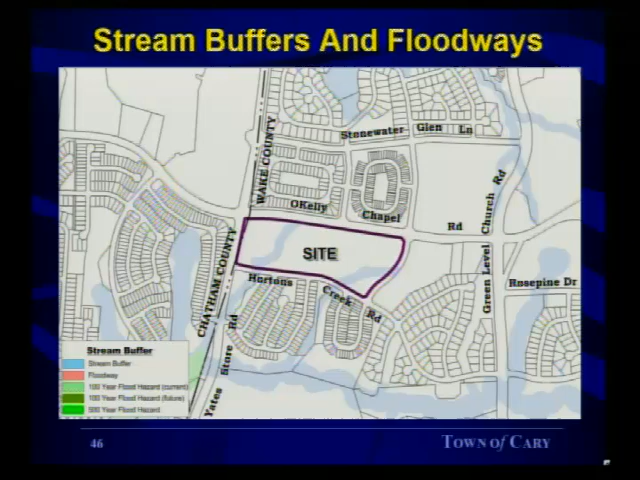 Stream Buffers And Floodways
Stonewater Glen Ln
WAKE COUNTY
OKelly Chapel Rd
Green Level Church Rd
SITE
CHATHAM COUNTY
Hortons Creek Rd
Rosepine Dr
Yates Store Rd
Stream Buffer
Stream Buffer
Floodway
100 Year Flood Hazard (current)
100 Year Flood Hazard (future)
500 Year Flood Hazard
46
TOWN of CARY